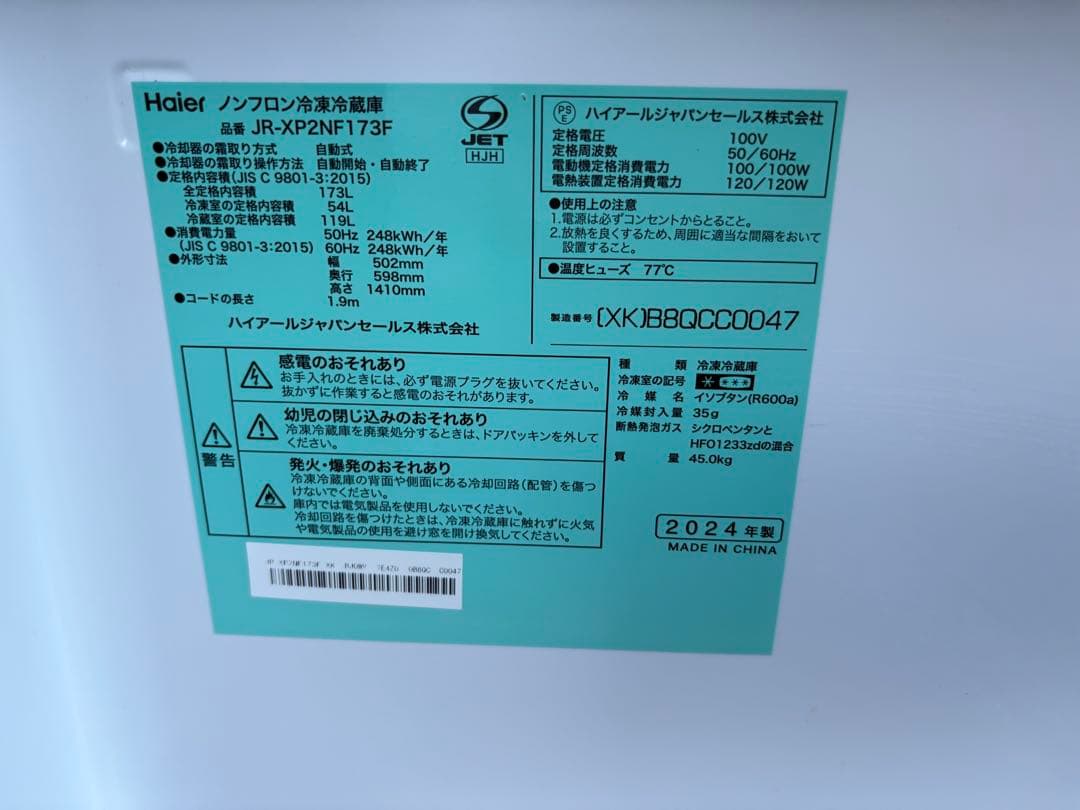 Haier ノンフロン冷凍冷蔵庫
品番 JR-XP2NF173F
JET
HJH
●冷却器の霜取り方式 自動式
●冷却器の霜取り操作方法 自動開始・自動終了
●定格内容積(JIS C 9801-3:2015)
全定格内容積 173L
冷凍室の定格内容積 54L
冷蔵室の定格内容積 119L
●消費電力量 50Hz 248kWh/年
(JIS C 9801-3:2015) 60Hz 248kWh/年
●外形寸法 幅 502mm
奥行 598mm
高さ 1410mm
●コードの長さ 1.9m
ハイアールジャパンセールス株式会社
PSE ハイアールジャパンセールス株式会社
定格電圧 100V
定格周波数 50/60Hz
電動機定格消費電力 100/100W
電熱装置定格消費電力 120/120W
●使用上の注意
1.電源は必ずコンセントからとること。
2.放熱を良くするため、周囲に適当な間隔をおいて
設置すること。
●温度ヒューズ 77℃
製造番号 (XK)B8QCC0047
警告
感電のおそれあり
お手入れのときには、必ず電源プラグを抜いてください。
抜かずに作業すると感電のおそれがあります。
幼児の閉じ込みのおそれあり
冷凍冷蔵庫を廃棄処分するときは、ドアパッキンを外して
ください。
発火・爆発のおそれあり
冷凍冷蔵庫の背面や側面にある冷却回路(配管)を傷つ
けないでください。
庫内では電気製品を使用しないでください。
冷却回路を傷つけたときは、冷凍冷蔵庫に触れずに火気
や電気製品の使用を避け窓を開け換気してください。
種類 冷凍冷蔵庫
冷凍室の記号 * ***
冷媒名 イソブタン(R600a)
冷媒封入量 35g
断熱発泡ガス シクロペンタンと
HFO1233zdの混合
質量 45.0kg
2024年製
MADE IN CHINA
XP2NF173F XK C0047